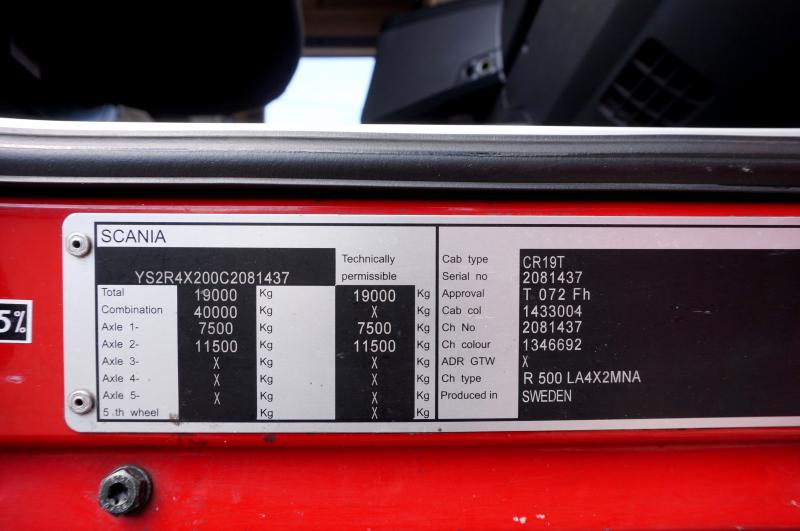 SCANIA
YS2R4X200C2081437 Technically permissible
Total 19000 Kg 19000 Kg
Combination 40000 Kg X Kg
Axle 1- 7500 Kg 7500 Kg
Axle 2- 11500 Kg 11500 Kg
Axle 3- X Kg X Kg
Axle 4- X Kg X Kg
Axle 5- X Kg X Kg
5 th wheel Kg X Kg
Cab type CR19T
Serial no 2081437
Approval T 072 Fh
Cab col 1433004
Ch No 2081437
Ch colour 1346692
ADR GTW X
Ch type R 500 LA4X2MNA
Produced in SWEDEN
5%